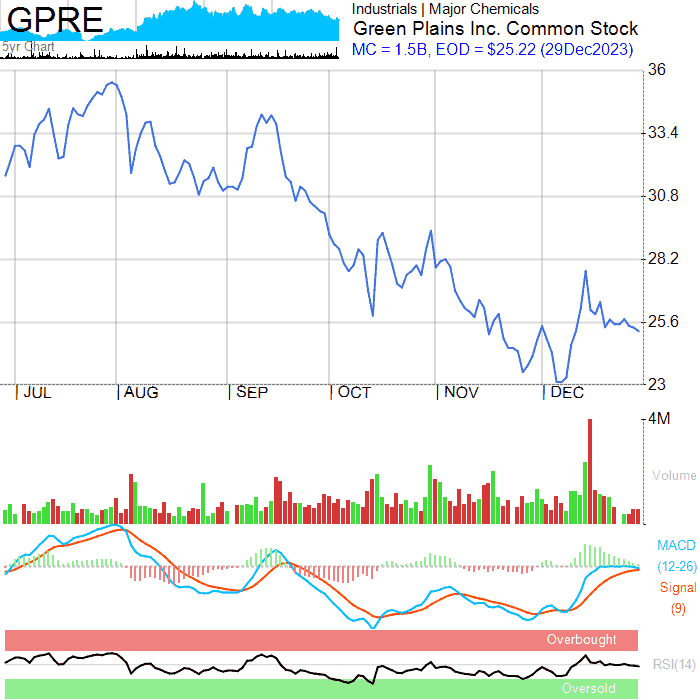 GPRE
5yr Chart
Industrials | Major Chemicals
Green Plains Inc. Common Stock
MC = 1.5B, EOD = $25.22 (29Dec2023)
36
33.4
30.8
28.2
25.6
23
JUL AUG SEP OCT NOV DEC
4M
Volume
MACD
(12-26)
Signal
(9)
Overbought
RSI(14)
Oversold